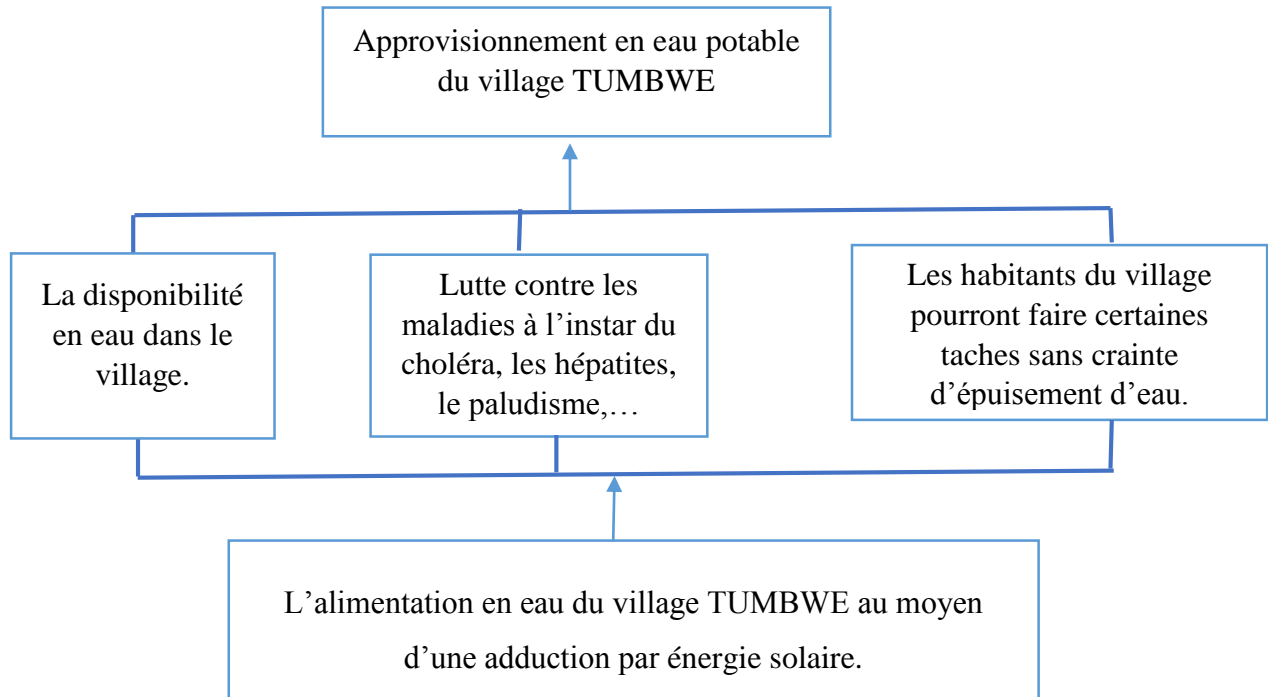 Approvisionnement en eau potable
du village TUMBWE
La disponibilité
en eau dans le
village.
Lutte contre les
maladies à l’instar du
choléra, les hépatites,
le paludisme,…
Les habitants du village
pourront faire certaines
taches sans crainte
d’épuisement d’eau.
L’alimentation en eau du village TUMBWE au moyen
d’une adduction par énergie solaire.